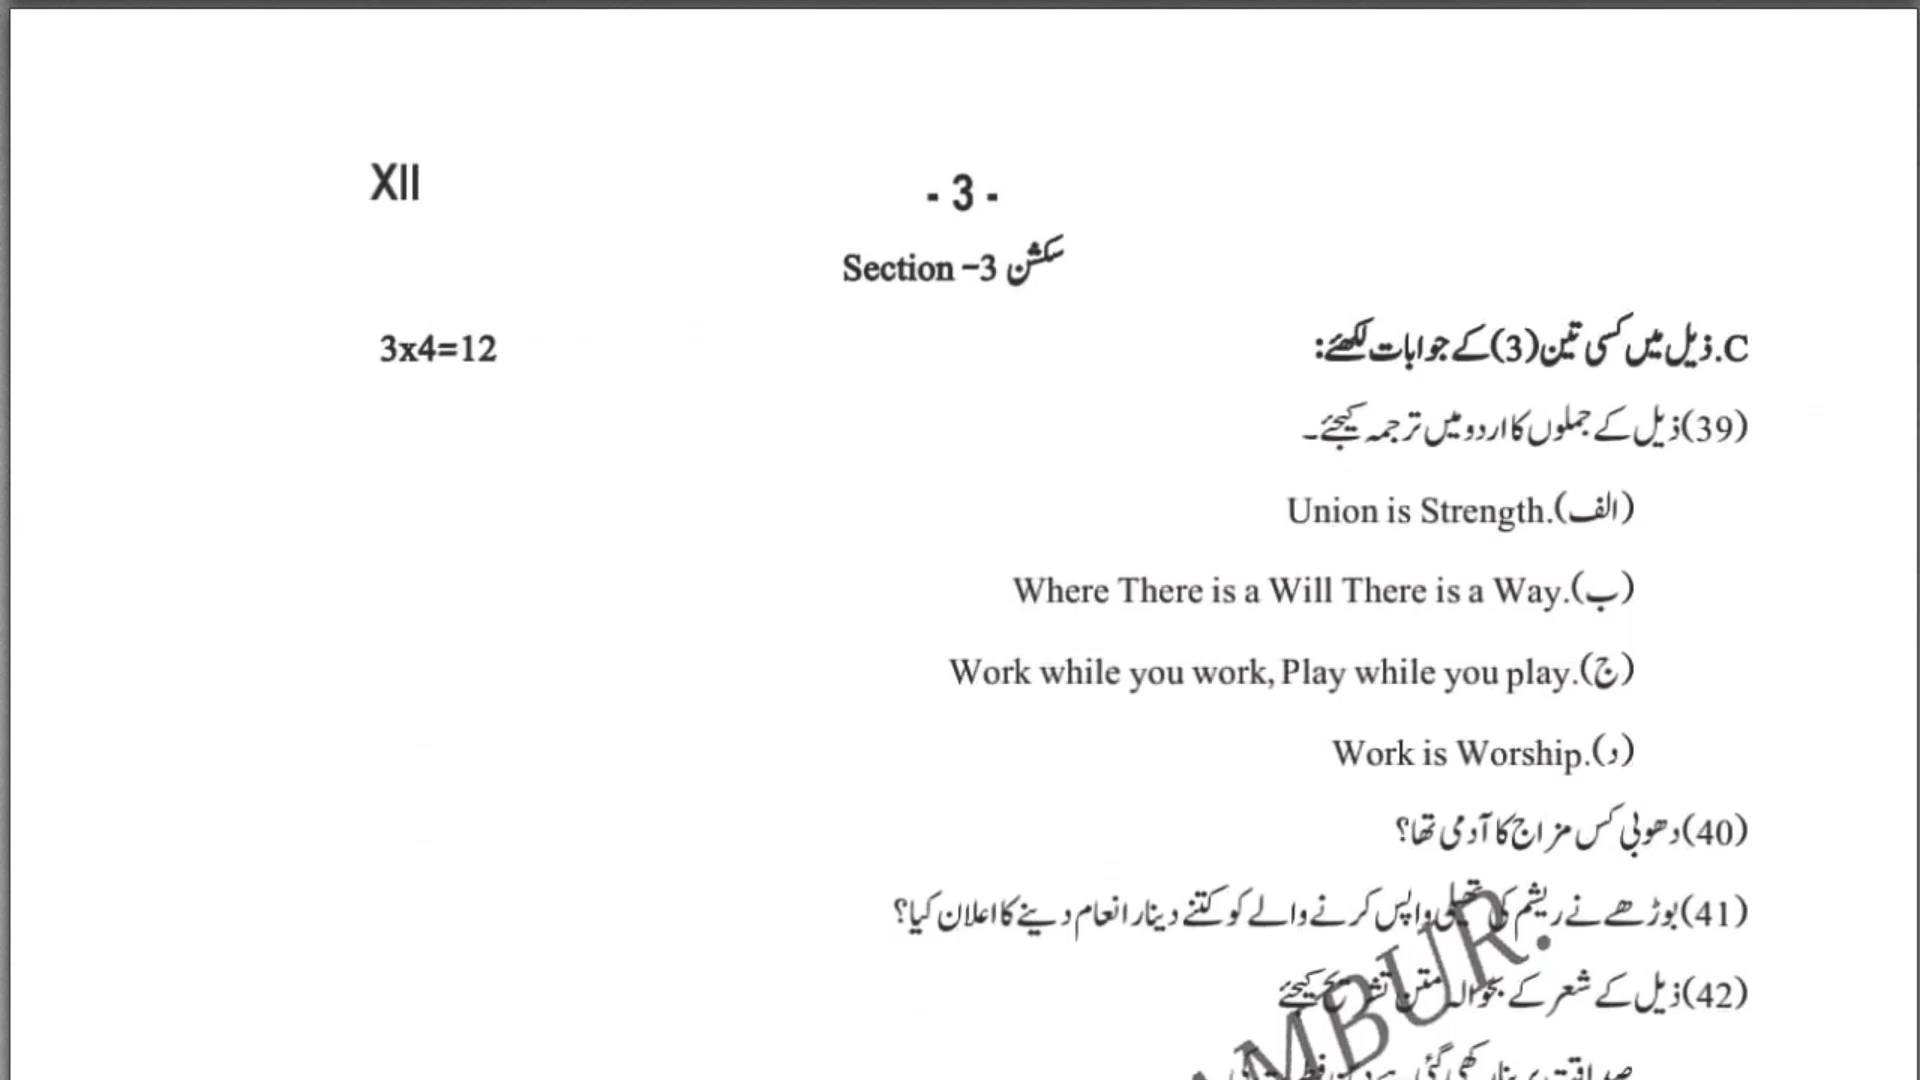 XII
- 3 -
سکشن Section -3
C.ذیل میں کسی تین(3) کے جوابات لکھئے:
3x4=12
(39)ذیل کے جملوں کا اردو میں ترجمہ کیجئے۔
(الف).Union is Strength
(ب).Where There is a Will There is a Way
(ج).Work while you work, Play while you play
(د).Work is Worship
(40)دھوبی کس مزاج کا آدمی تھا؟
(41)بوڑھے نے ریشم کی تھیلی واپس کرنے والے کو کتنے دینار انعام دینے کا اعلان کیا؟
(42)ذیل کے شعر کے بحوالہ متن تشریح کیجئے
MBUR.